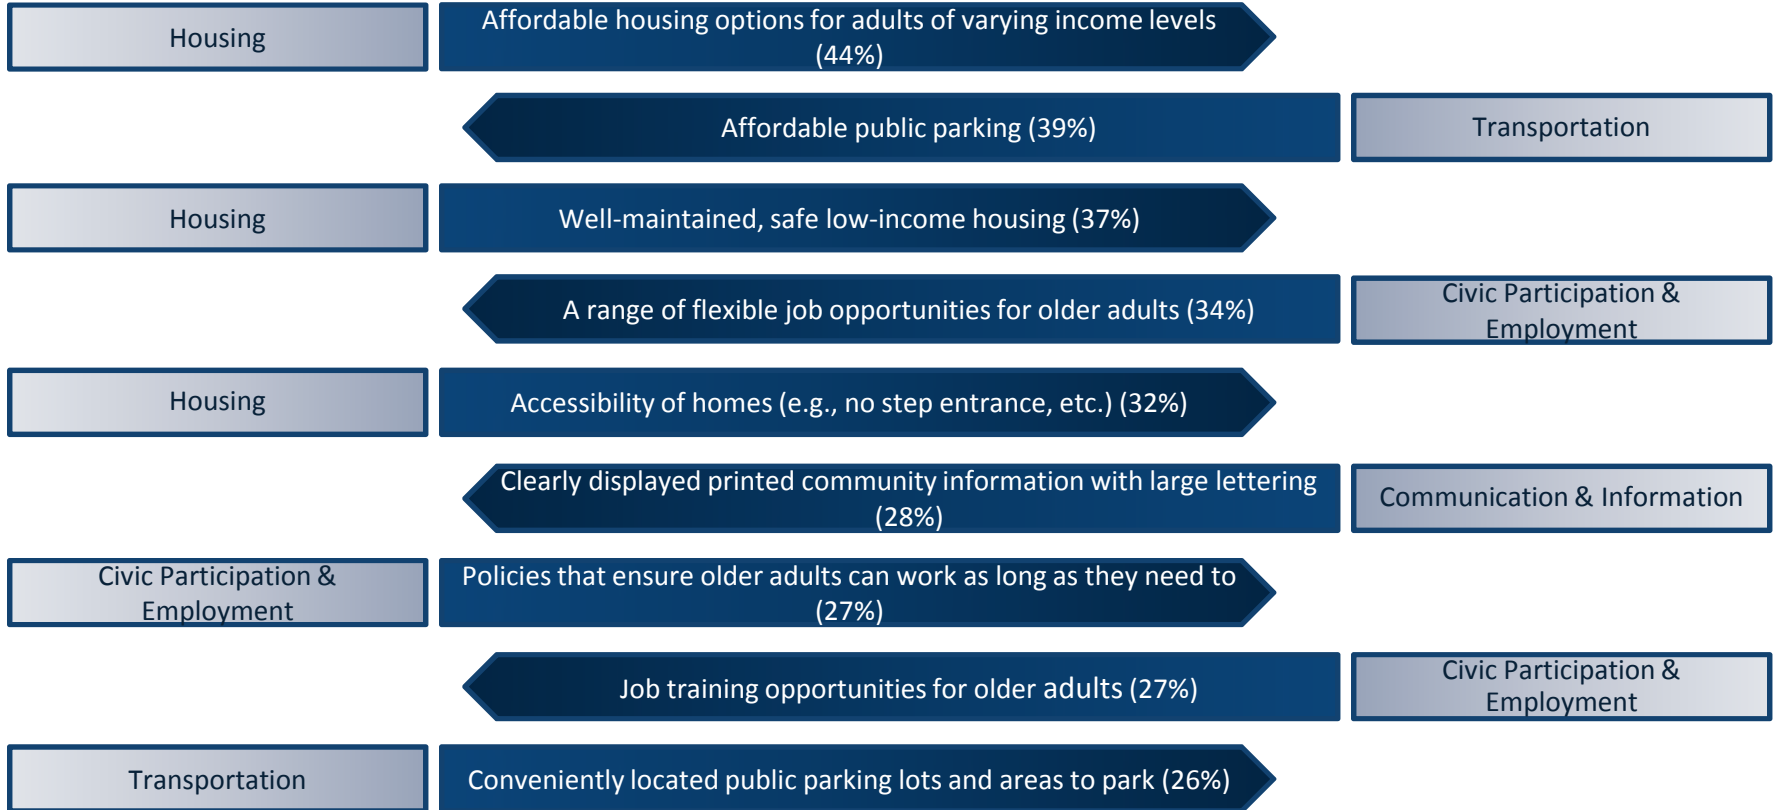 Housing
Affordable housing options for adults of varying income levels
(44%)
Affordable public parking (39%)
Transportation
Housing
Well-maintained, safe low-income housing (37%)
A range of flexible job opportunities for older adults (34%)
Civic Participation &
Employment
Housing
Accessibility of homes (e.g., no step entrance, etc.) (32%)
Clearly displayed printed community information with large lettering
(28%)
Communication & Information
Civic Participation &
Employment
Policies that ensure older adults can work as long as they need to
(27%)
Job training opportunities for older adults (27%)
Civic Participation &
Employment
Transportation
Conveniently located public parking lots and areas to park (26%)